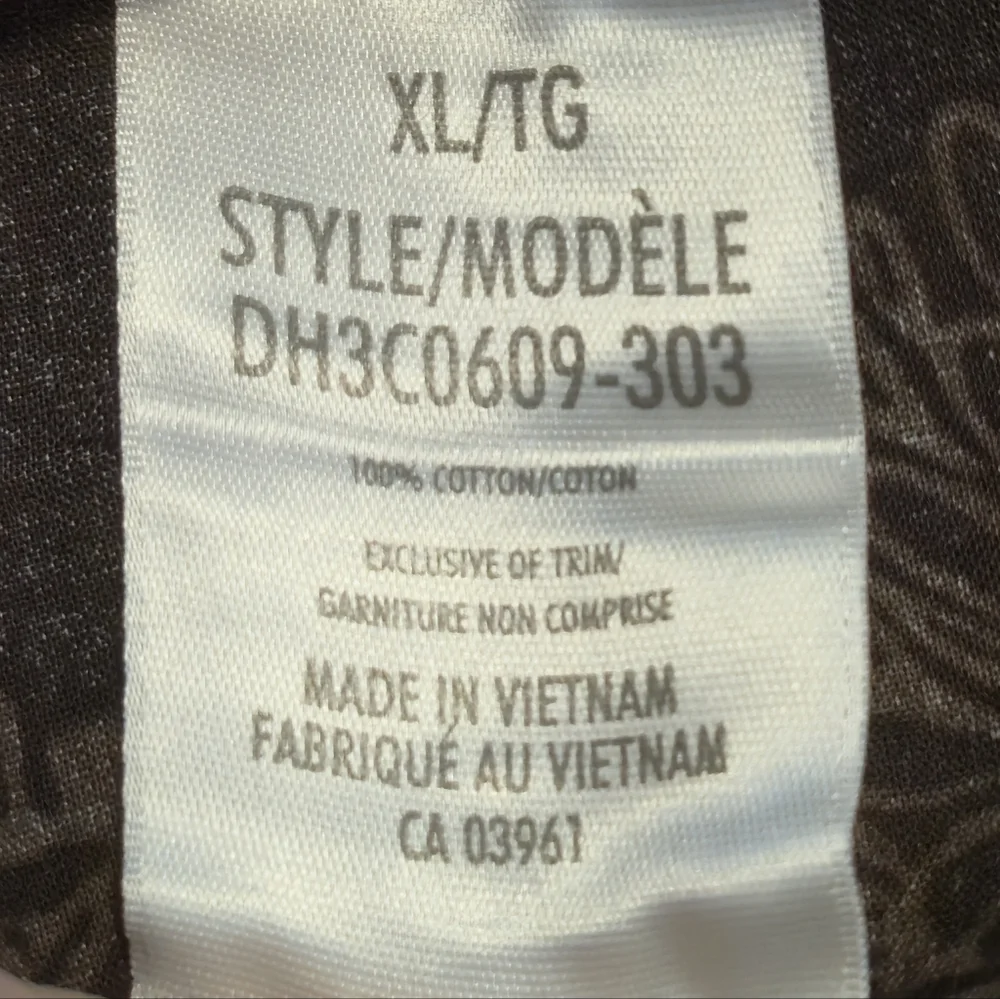 XL/TG
STYLE/MODÈLE
DH3C0609-303
100% COTTON/COTON
EXCLUSIVE OF TRIM/
GARNITURE NON COMPRISE
MADE IN VIETNAM
FABRIQUÉ AU VIETNAM
CA 03961